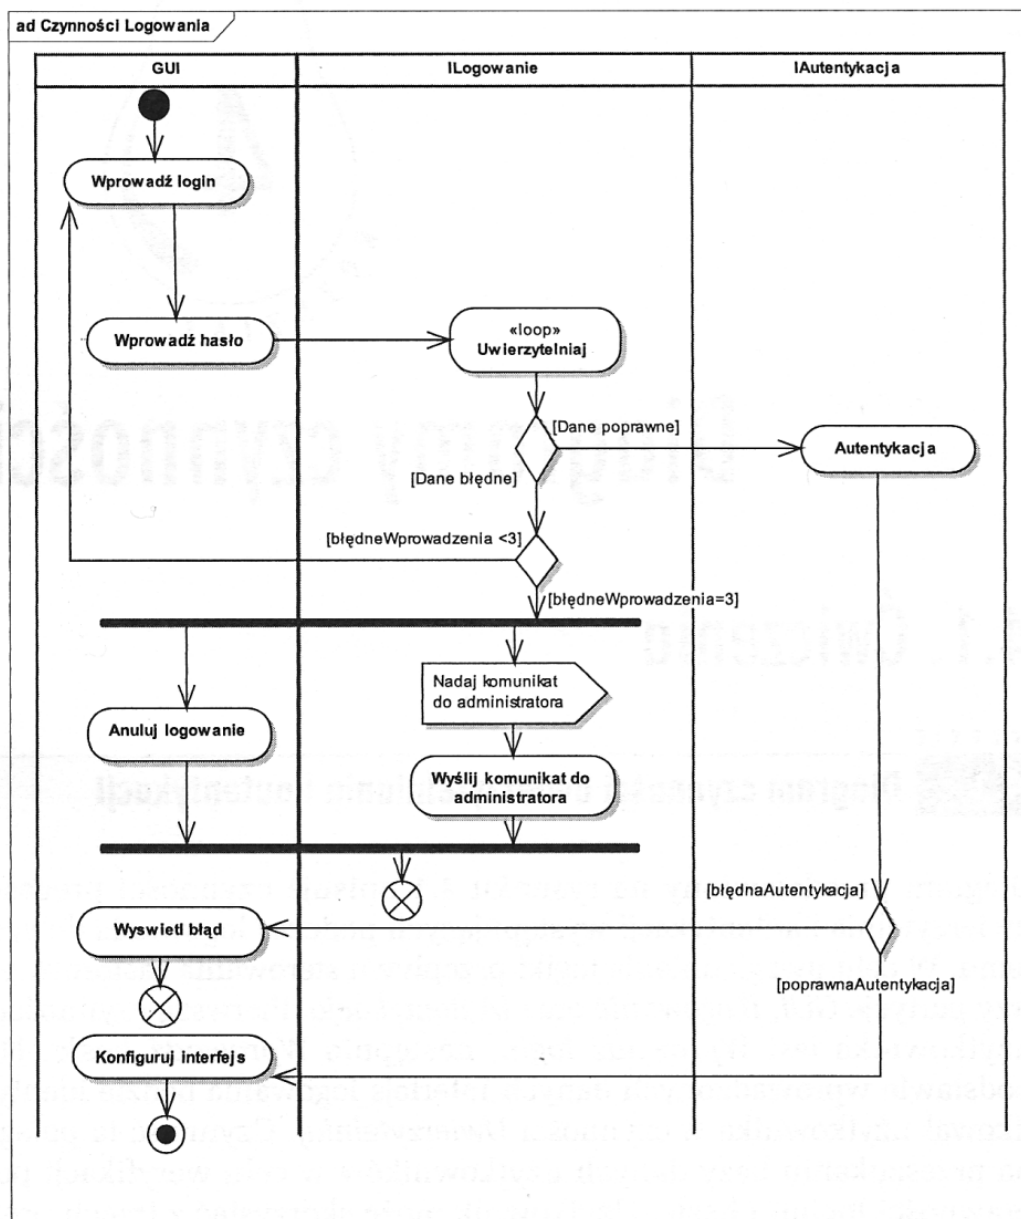 ad Czynności Logowania
GUI
ILogowanie
IAutentykacja
Wprowadź login
Wprowadź hasło
«loop»
Uwierzytelniaj
[Dane poprawne]
Autentykacja
[Dane błędne]
[błędneWprowadzenia <3]
[błędneWprowadzenia=3]
Nadaj komunikat
do administratora
Anuluj logowanie
Wyślij komunikat do
administratora
[błędnaAutentykacja]
Wyswietl błąd
[poprawnaAutentykacja]
Konfiguruj interfejs